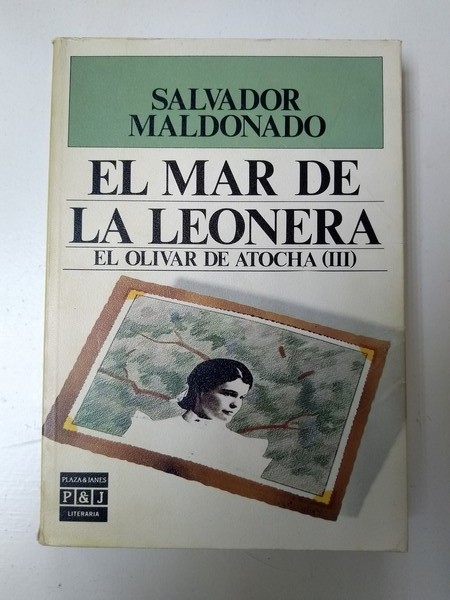 SALVADOR
MALDONADO
EL MAR DE
LA LEONERA
EL OLIVAR DE ATOCHA (III)
PLAZA & JANES
P&J
LITERARIA